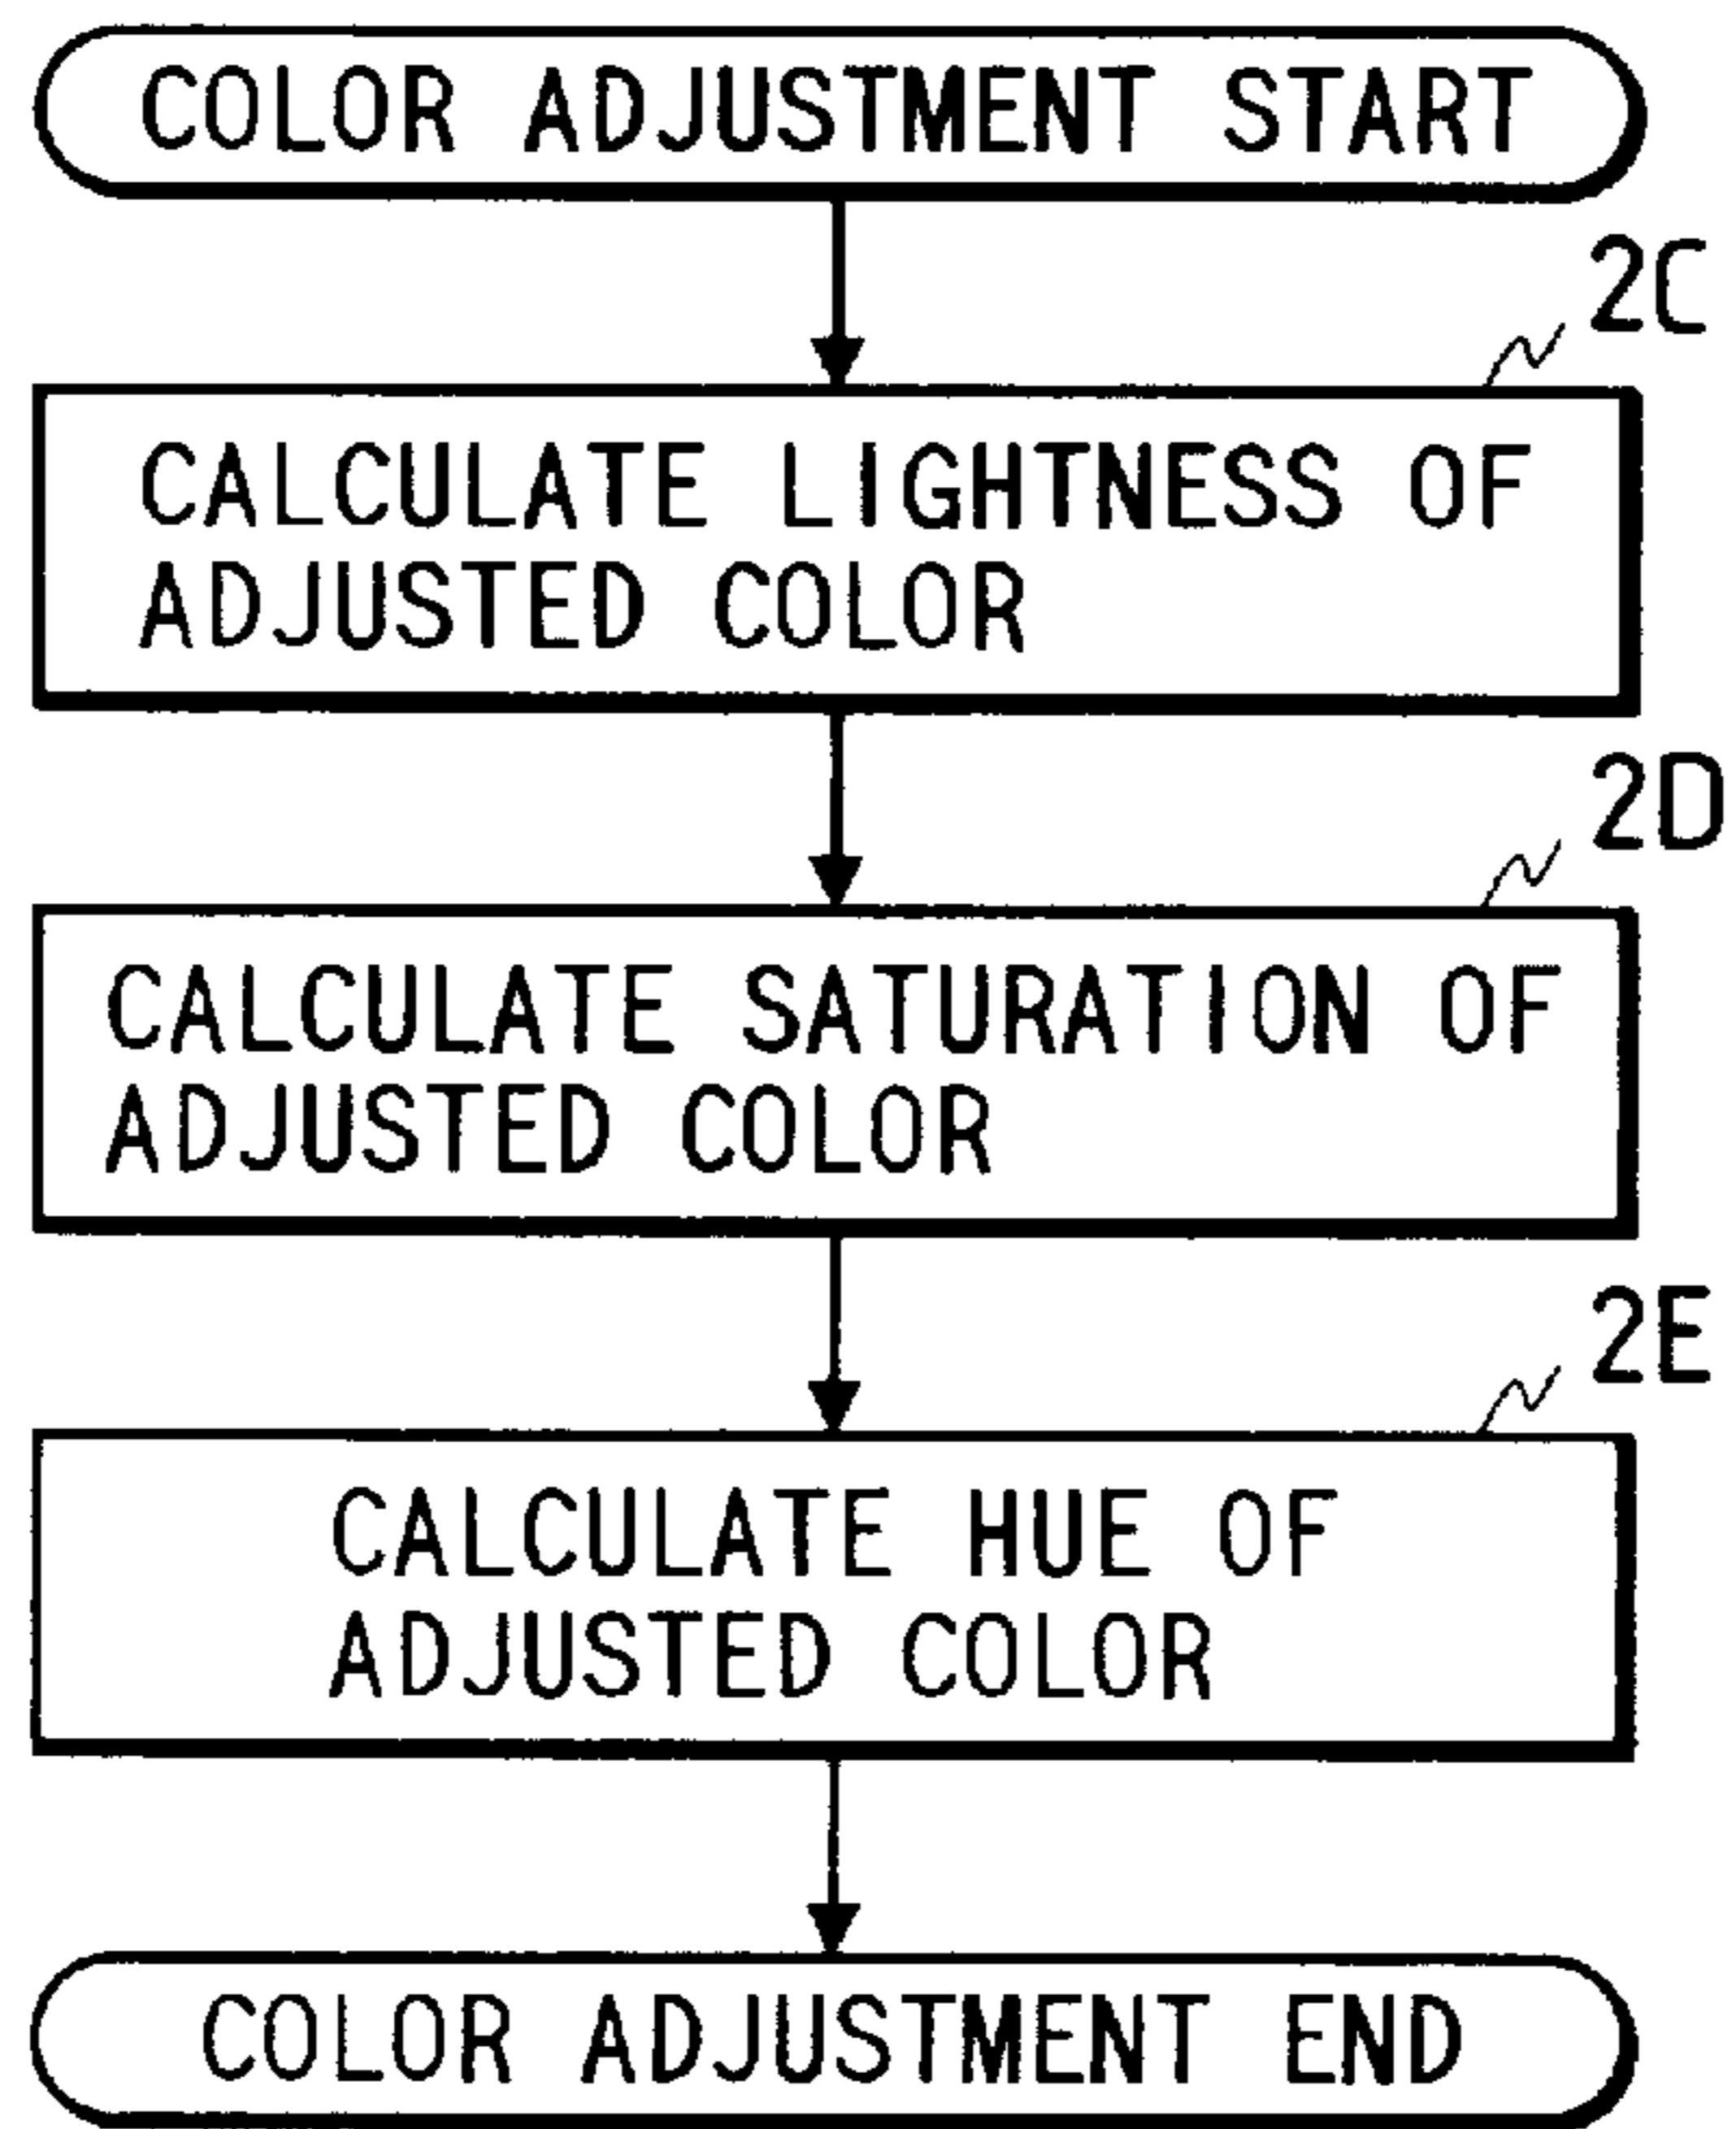 COLOR ADJUSTMENT START
2C
CALCULATE LIGHTNESS OF
ADJUSTED COLOR
2D
CALCULATE SATURATION OF
ADJUSTED COLOR
2E
CALCULATE HUE OF
ADJUSTED COLOR
COLOR ADJUSTMENT END